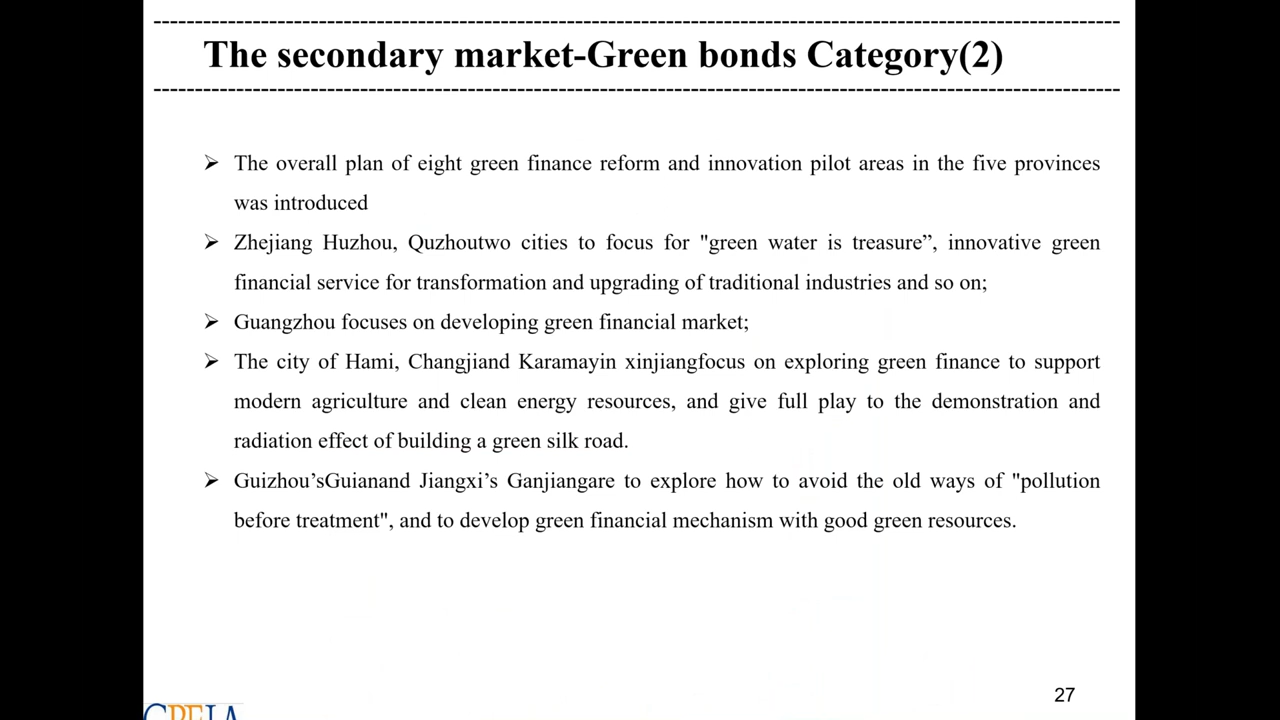 The secondary market-Green bonds Category(2)
➢ The overall plan of eight green finance reform and innovation pilot areas in the five provinces
was introduced
➢ Zhejiang Huzhou, Quzhoutwo cities to focus for "green water is treasure”, innovative green
financial service for transformation and upgrading of traditional industries and so on;
➢ Guangzhou focuses on developing green financial market;
➢ The city of Hami, Changjiand Karamayin xinjiangfocus on exploring green finance to support
modern agriculture and clean energy resources, and give full play to the demonstration and
radiation effect of building a green silk road.
➢ Guizhou’sGuianand Jiangxi’s Ganjiangare to explore how to avoid the old ways of "pollution
before treatment", and to develop green financial mechanism with good green resources.
27